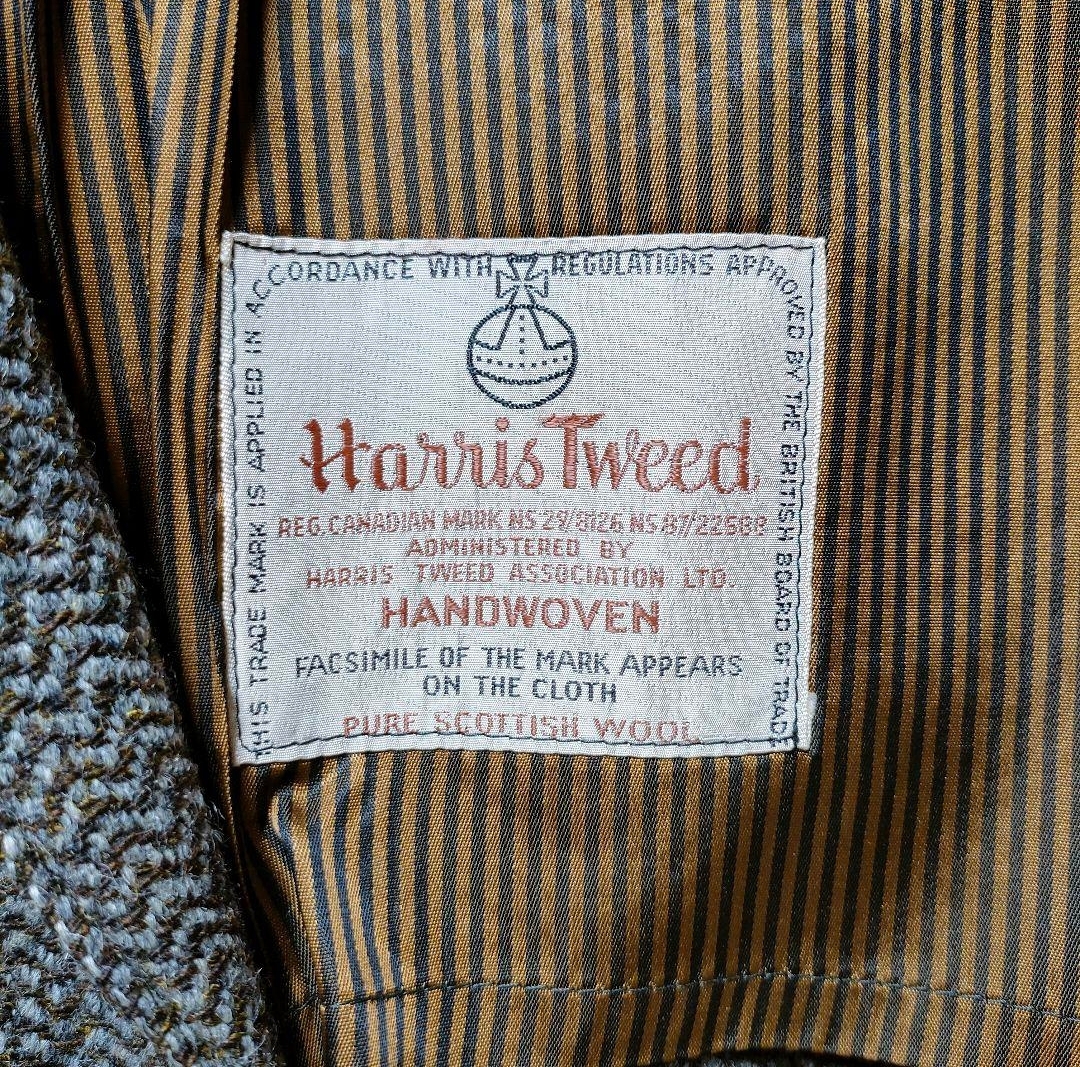 THIS TRADE MARK IS APPLIED IN ACCORDANCE WITH REGULATIONS APPROVED BY THE BRITISH BOARD OF TRADE
Harris Tweed
REG. CANADIAN MARK NS 29/8126 NS 87/22588
ADMINISTERED BY
HARRIS TWEED ASSOCIATION LTD.
HANDWOVEN
FACSIMILE OF THE MARK APPEARS
ON THE CLOTH
PURE SCOTTISH WOOL